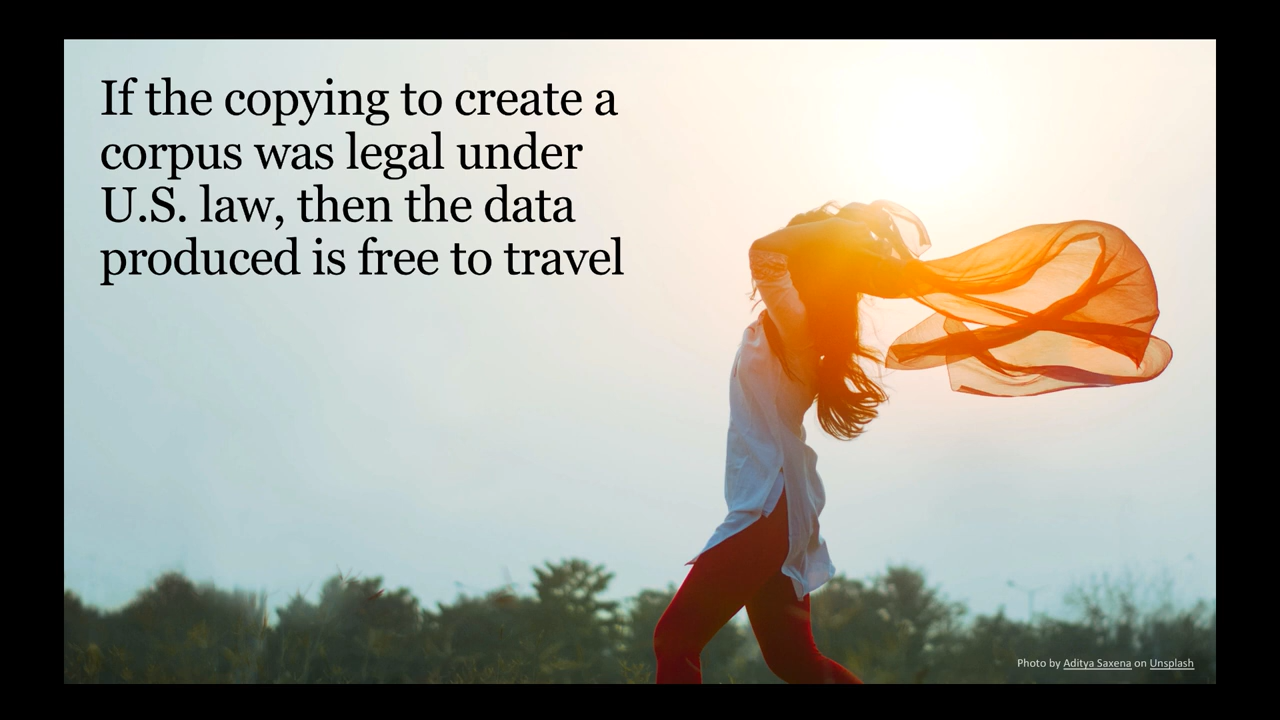 If the copying to create a
corpus was legal under
U.S. law, then the data
produced is free to travel
Photo by Aditya Saxena on Unsplash